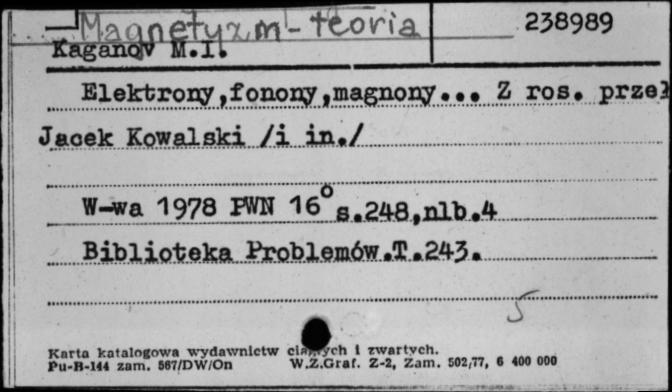 Magnetyzm - teoria
238989
Kaganov M.I.
Elektrony,fonony,magnony... Z ros. przeł
Jacek Kowalski /i in./
W-wa 1978 PWN 16° s.248,nlb.4
Biblioteka Problemów.T.243.
5
Karta katalogowa wydawnictw ciągłych i zwartych.
Pu-B-144 zam. 567/DW/On W.Z.Graf. Z-2, Zam. 502/77, 6 400 000